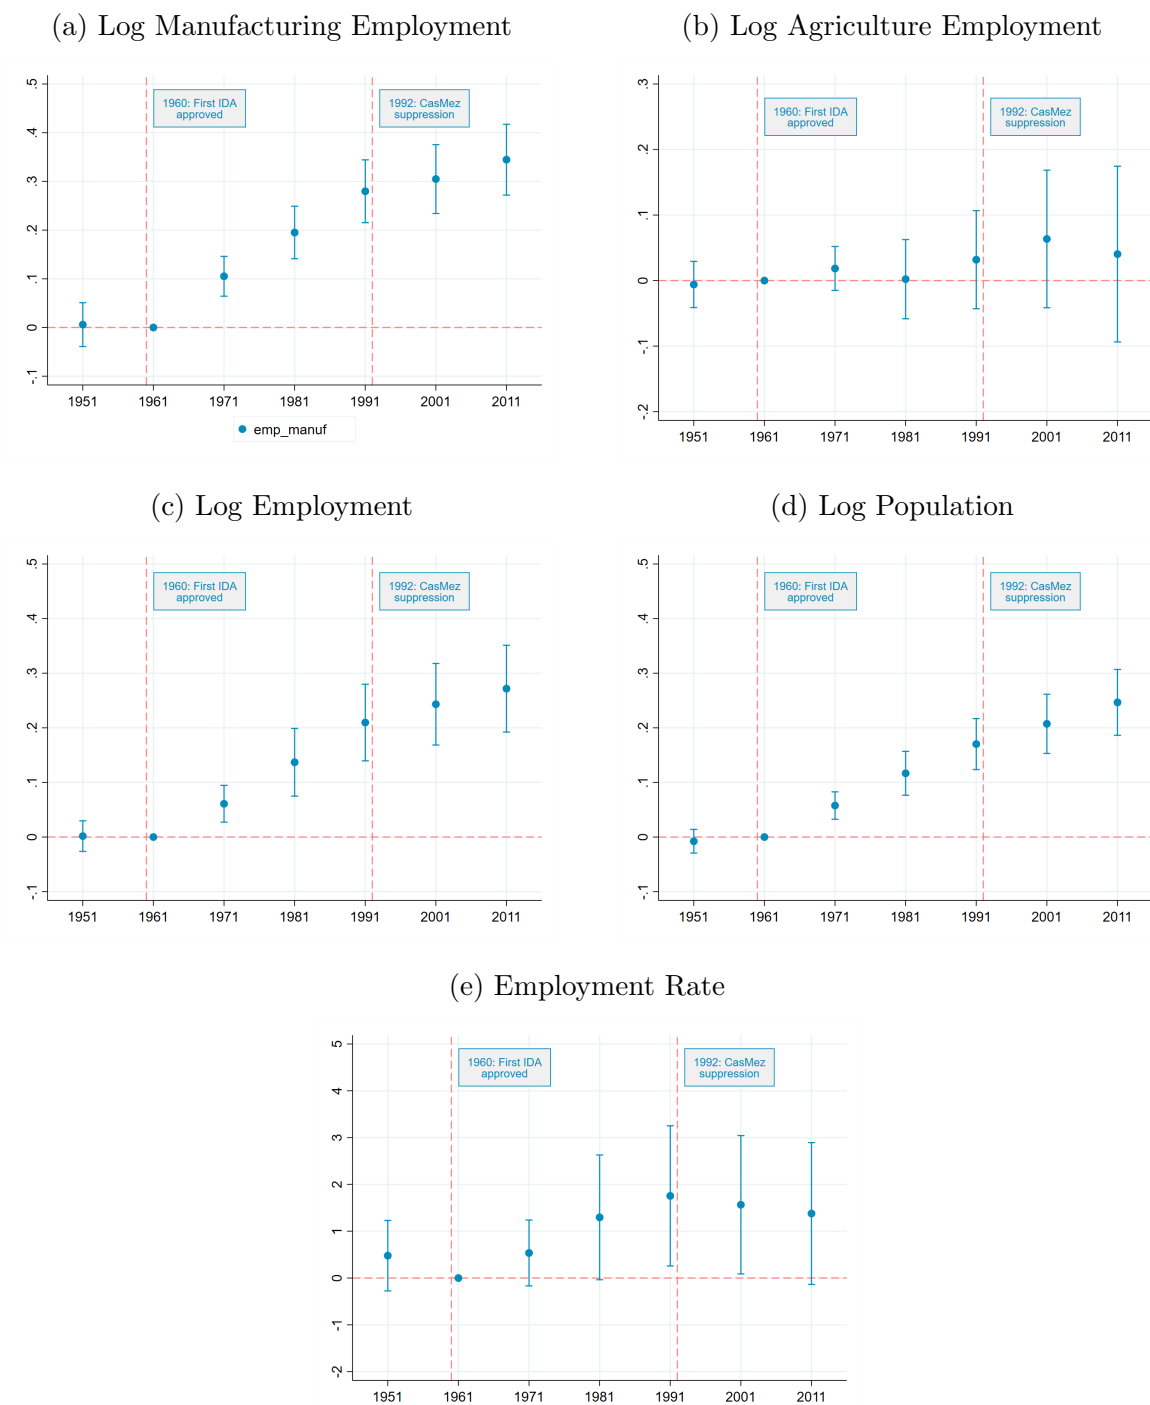 (a) Log Manufacturing Employment
.5
.4
.3
.2
.1
0
-.1
1960: First IDA
approved
1992: CasMez
suppression
1951 1961 1971 1981 1991 2001 2011
emp_manuf
(b) Log Agriculture Employment
.3
.2
.1
0
-.1
-.2
1960: First IDA
approved
1992: CasMez
suppression
1951 1961 1971 1981 1991 2001 2011
(c) Log Employment
.5
.4
.3
.2
.1
0
-.1
1960: First IDA
approved
1992: CasMez
suppression
1951 1961 1971 1981 1991 2001 2011
(d) Log Population
.5
.4
.3
.2
.1
0
-.1
1960: First IDA
approved
1992: CasMez
suppression
1951 1961 1971 1981 1991 2001 2011
(e) Employment Rate
5
4
3
2
1
0
-1
-2
1960: First IDA
approved
1992: CasMez
suppression
1951 1961 1971 1981 1991 2001 2011